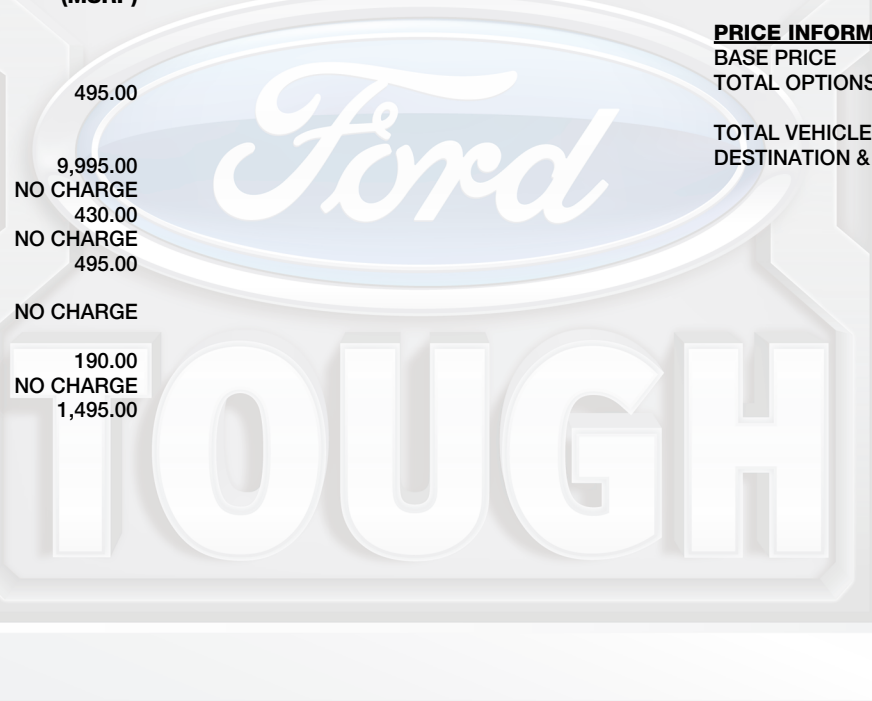 (MSRP)
495.00
9,995.00
NO CHARGE
430.00
NO CHARGE
495.00
NO CHARGE
190.00
NO CHARGE
1,495.00
PRICE INFORM
BASE PRICE
TOTAL OPTIONS
TOTAL VEHICLE
DESTINATION &
Ford
TOUGH